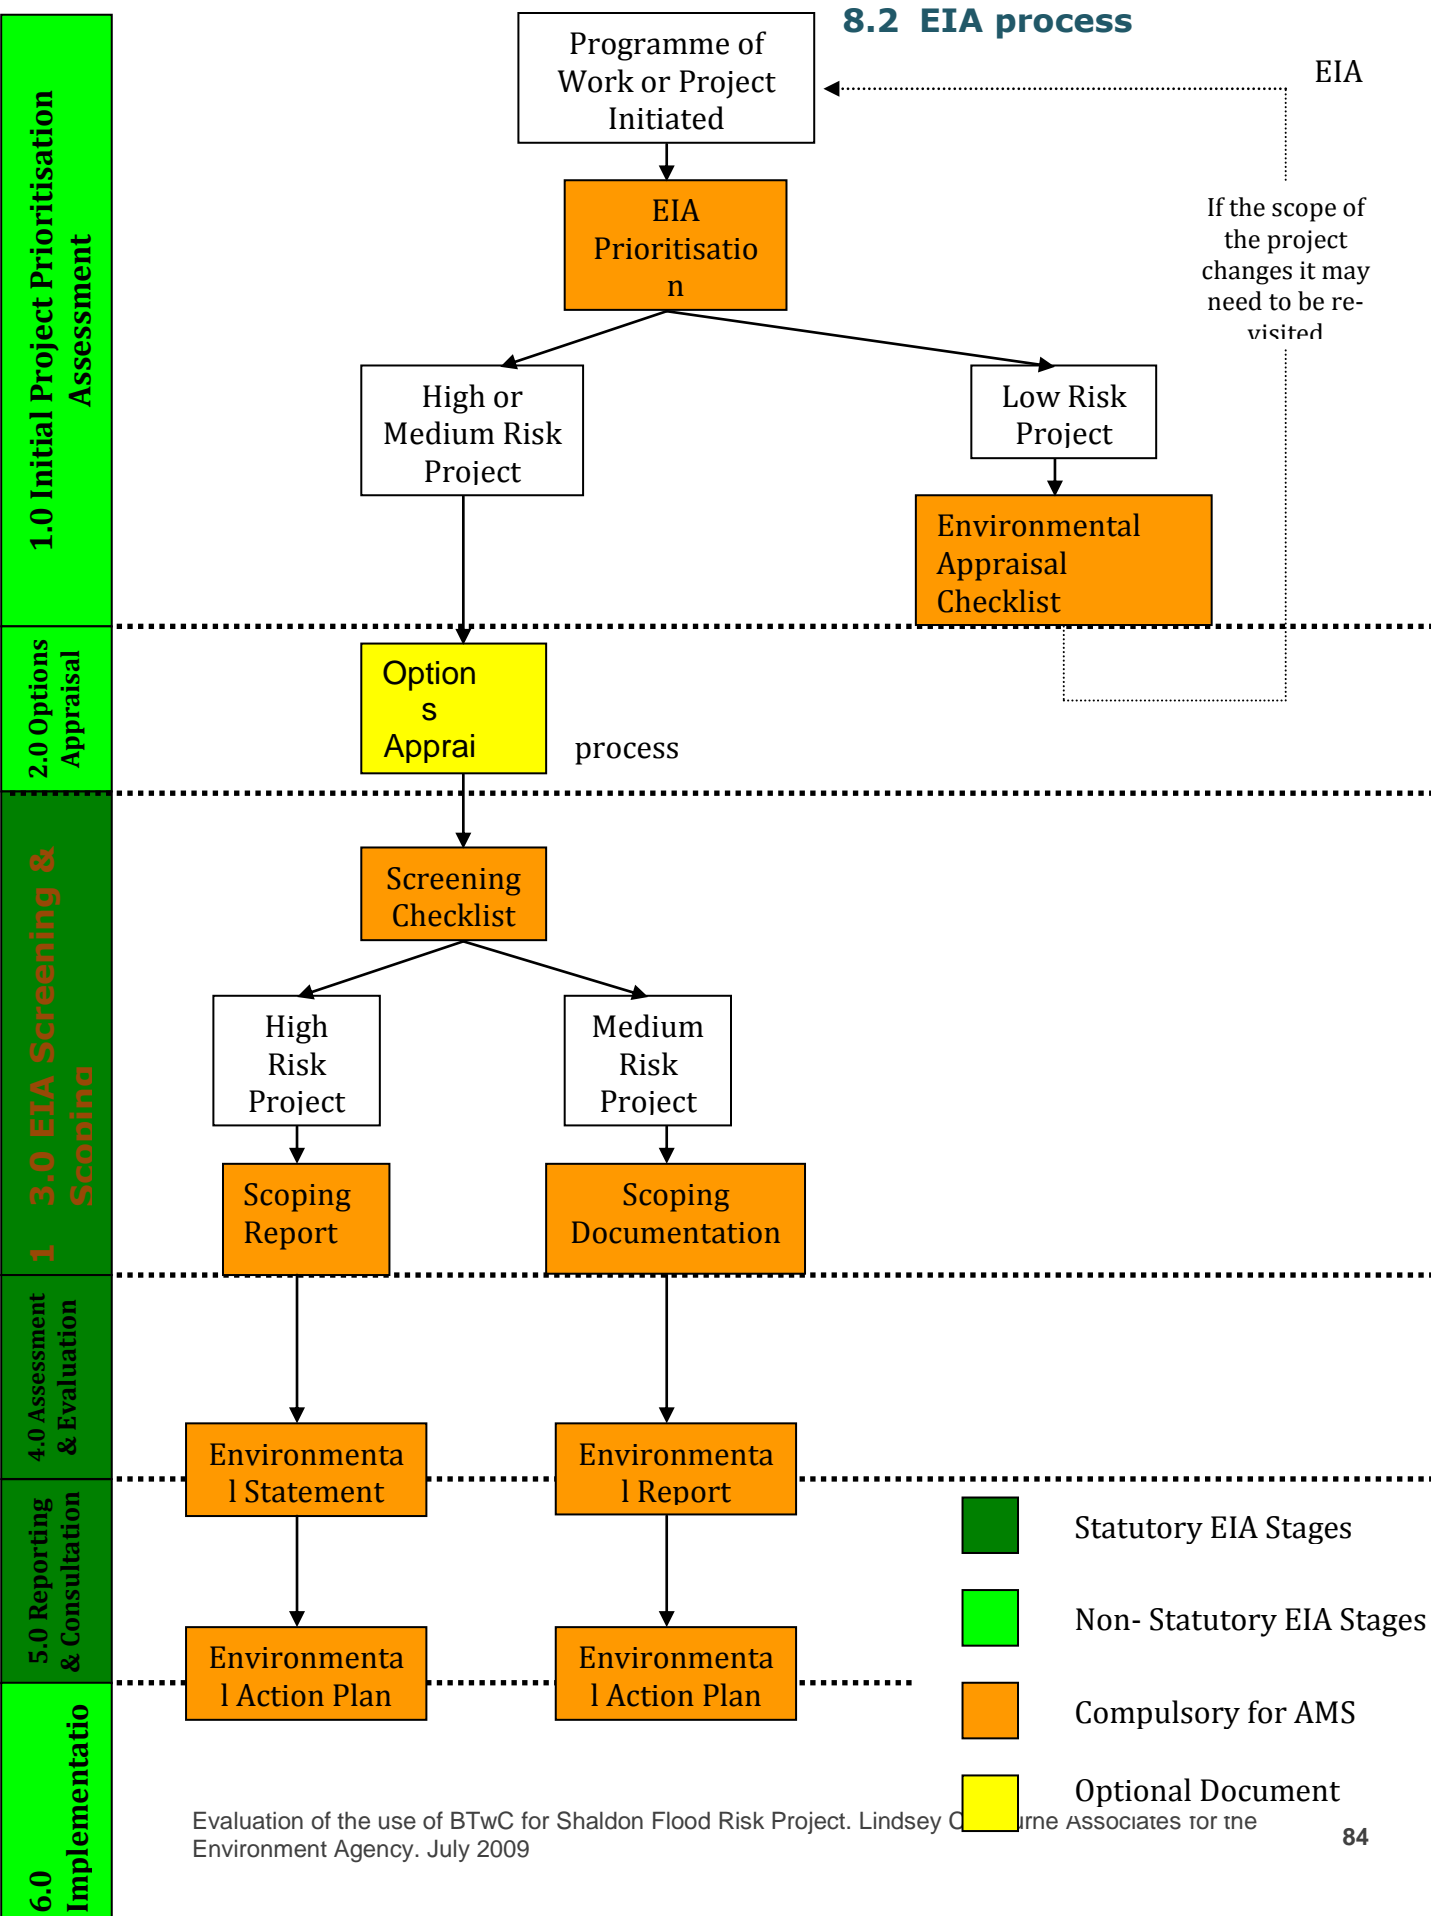 8.2 EIA process
Programme of
Work or Project
Initiated
EIA
EIA
Prioritisatio
n
If the scope of
the project
changes it may
need to be re-
visited
1.0 Initial Project Prioritisation
Assessment
High or
Medium Risk
Project
Low Risk
Project
Environmental
Appraisal
Checklist
2.0 Options
Appraisal
Option
s
Apprai
process
1 3.0 EIA Screening &
Scoping
Screening
Checklist
High
Risk
Project
Medium
Risk
Project
Scoping
Report
Scoping
Documentation
4.0 Assessment
& Evaluation
Environmenta
l Statement
Environmenta
l Report
5.0 Reporting
& Consultation
Environmenta
l Action Plan
Environmenta
l Action Plan
6.0
Implementatio
Statutory EIA Stages
Non- Statutory EIA Stages
Compulsory for AMS
Optional Document
Evaluation of the use of BTwC for Shaldon Flood Risk Project. Lindsey Associates for the
Environment Agency. July 2009
84